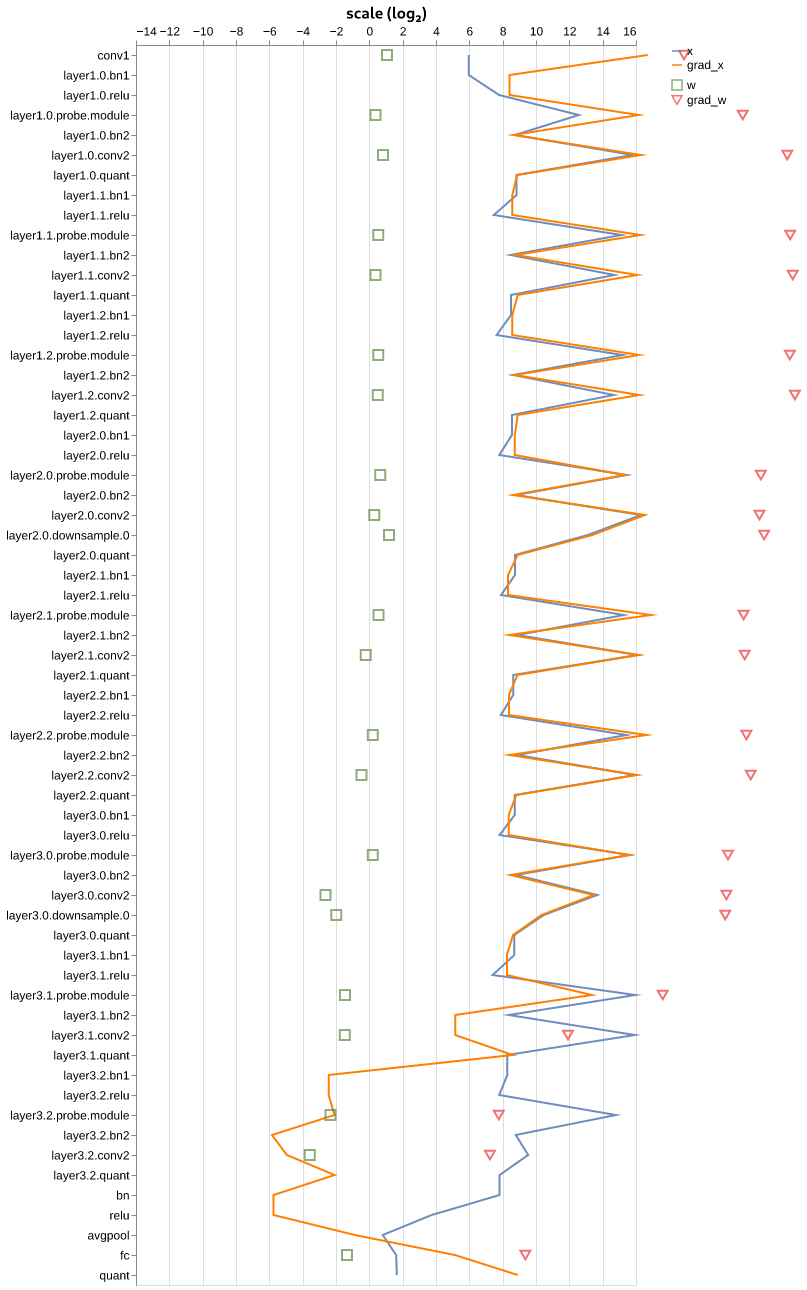 scale (log₂)
−14 −12 −10 −8 −6 −4 −2 0 2 4 6 8 10 12 14 16
x
grad_x
w
grad_w
conv1
layer1.0.bn1
layer1.0.relu
layer1.0.probe.module
layer1.0.bn2
layer1.0.conv2
layer1.0.quant
layer1.1.bn1
layer1.1.relu
layer1.1.probe.module
layer1.1.bn2
layer1.1.conv2
layer1.1.quant
layer1.2.bn1
layer1.2.relu
layer1.2.probe.module
layer1.2.bn2
layer1.2.conv2
layer1.2.quant
layer2.0.bn1
layer2.0.relu
layer2.0.probe.module
layer2.0.bn2
layer2.0.conv2
layer2.0.downsample.0
layer2.0.quant
layer2.1.bn1
layer2.1.relu
layer2.1.probe.module
layer2.1.bn2
layer2.1.conv2
layer2.1.quant
layer2.2.bn1
layer2.2.relu
layer2.2.probe.module
layer2.2.bn2
layer2.2.conv2
layer2.2.quant
layer3.0.bn1
layer3.0.relu
layer3.0.probe.module
layer3.0.bn2
layer3.0.conv2
layer3.0.downsample.0
layer3.0.quant
layer3.1.bn1
layer3.1.relu
layer3.1.probe.module
layer3.1.bn2
layer3.1.conv2
layer3.1.quant
layer3.2.bn1
layer3.2.relu
layer3.2.probe.module
layer3.2.bn2
layer3.2.conv2
layer3.2.quant
bn
relu
avgpool
fc
quant